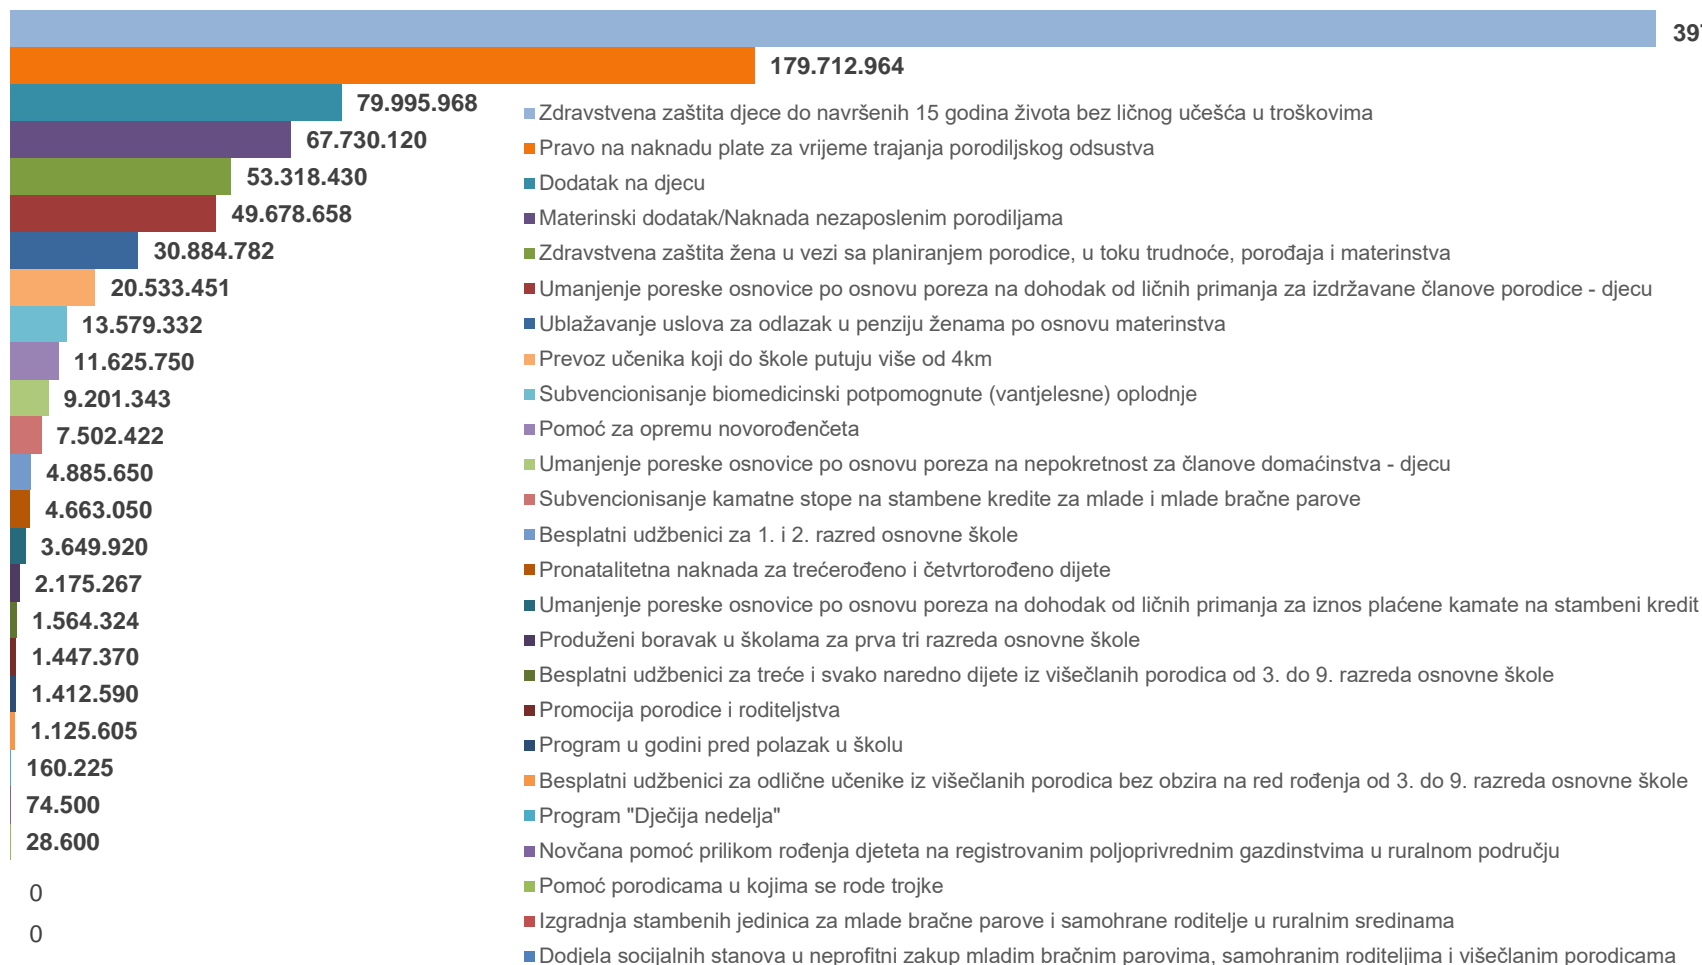 397
179.712.964
79.995.968
67.730.120
53.318.430
49.678.658
30.884.782
20.533.451
13.579.332
11.625.750
9.201.343
7.502.422
4.885.650
4.663.050
3.649.920
2.175.267
1.564.324
1.447.370
1.412.590
1.125.605
160.225
74.500
28.600
0
0
Zdravstvena zaštita djece do navršenih 15 godina života bez ličnog učešća u troškovima
Pravo na naknadu plate za vrijeme trajanja porodiljskog odsustva
Dodatak na djecu
Materinski dodatak/Naknada nezaposlenim porodiljama
Zdravstvena zaštita žena u vezi sa planiranjem porodice, u toku trudnoće, porođaja i materinstva
Umanjenje poreske osnovice po osnovu poreza na dohodak od ličnih primanja za izdržavane članove porodice - djecu
Ublažavanje uslova za odlazak u penziju ženama po osnovu materinstva
Prevoz učenika koji do škole putuju više od 4km
Subvencionisanje biomedicinski potpomognute (vantjelesne) oplodnje
Pomoć za opremu novorođenčeta
Umanjenje poreske osnovice po osnovu poreza na nepokretnost za članove domaćinstva - djecu
Subvencionisanje kamatne stope na stambene kredite za mlade i mlade bračne parove
Besplatni udžbenici za 1. i 2. razred osnovne škole
Pronatalitetna naknada za trećerođeno i četvrtorođeno dijete
Umanjenje poreske osnovice po osnovu poreza na dohodak od ličnih primanja za iznos plaćene kamate na stambeni kredit
Produženi boravak u školama za prva tri razreda osnovne škole
Besplatni udžbenici za treće i svako naredno dijete iz višečlanih porodica od 3. do 9. razreda osnovne škole
Promocija porodice i roditeljstva
Program u godini pred polazak u školu
Besplatni udžbenici za odlične učenike iz višečlanih porodica bez obzira na red rođenja od 3. do 9. razreda osnovne škole
Program "Dječija nedelja"
Novčana pomoć prilikom rođenja djeteta na registrovanim poljoprivrednim gazdinstvima u ruralnom području
Pomoć porodicama u kojima se rode trojke
Izgradnja stambenih jedinica za mlade bračne parove i samohrane roditelje u ruralnim sredinama
Dodjela socijalnih stanova u neprofitni zakup mladim bračnim parovima, samohranim roditeljima i višečlanim porodicama